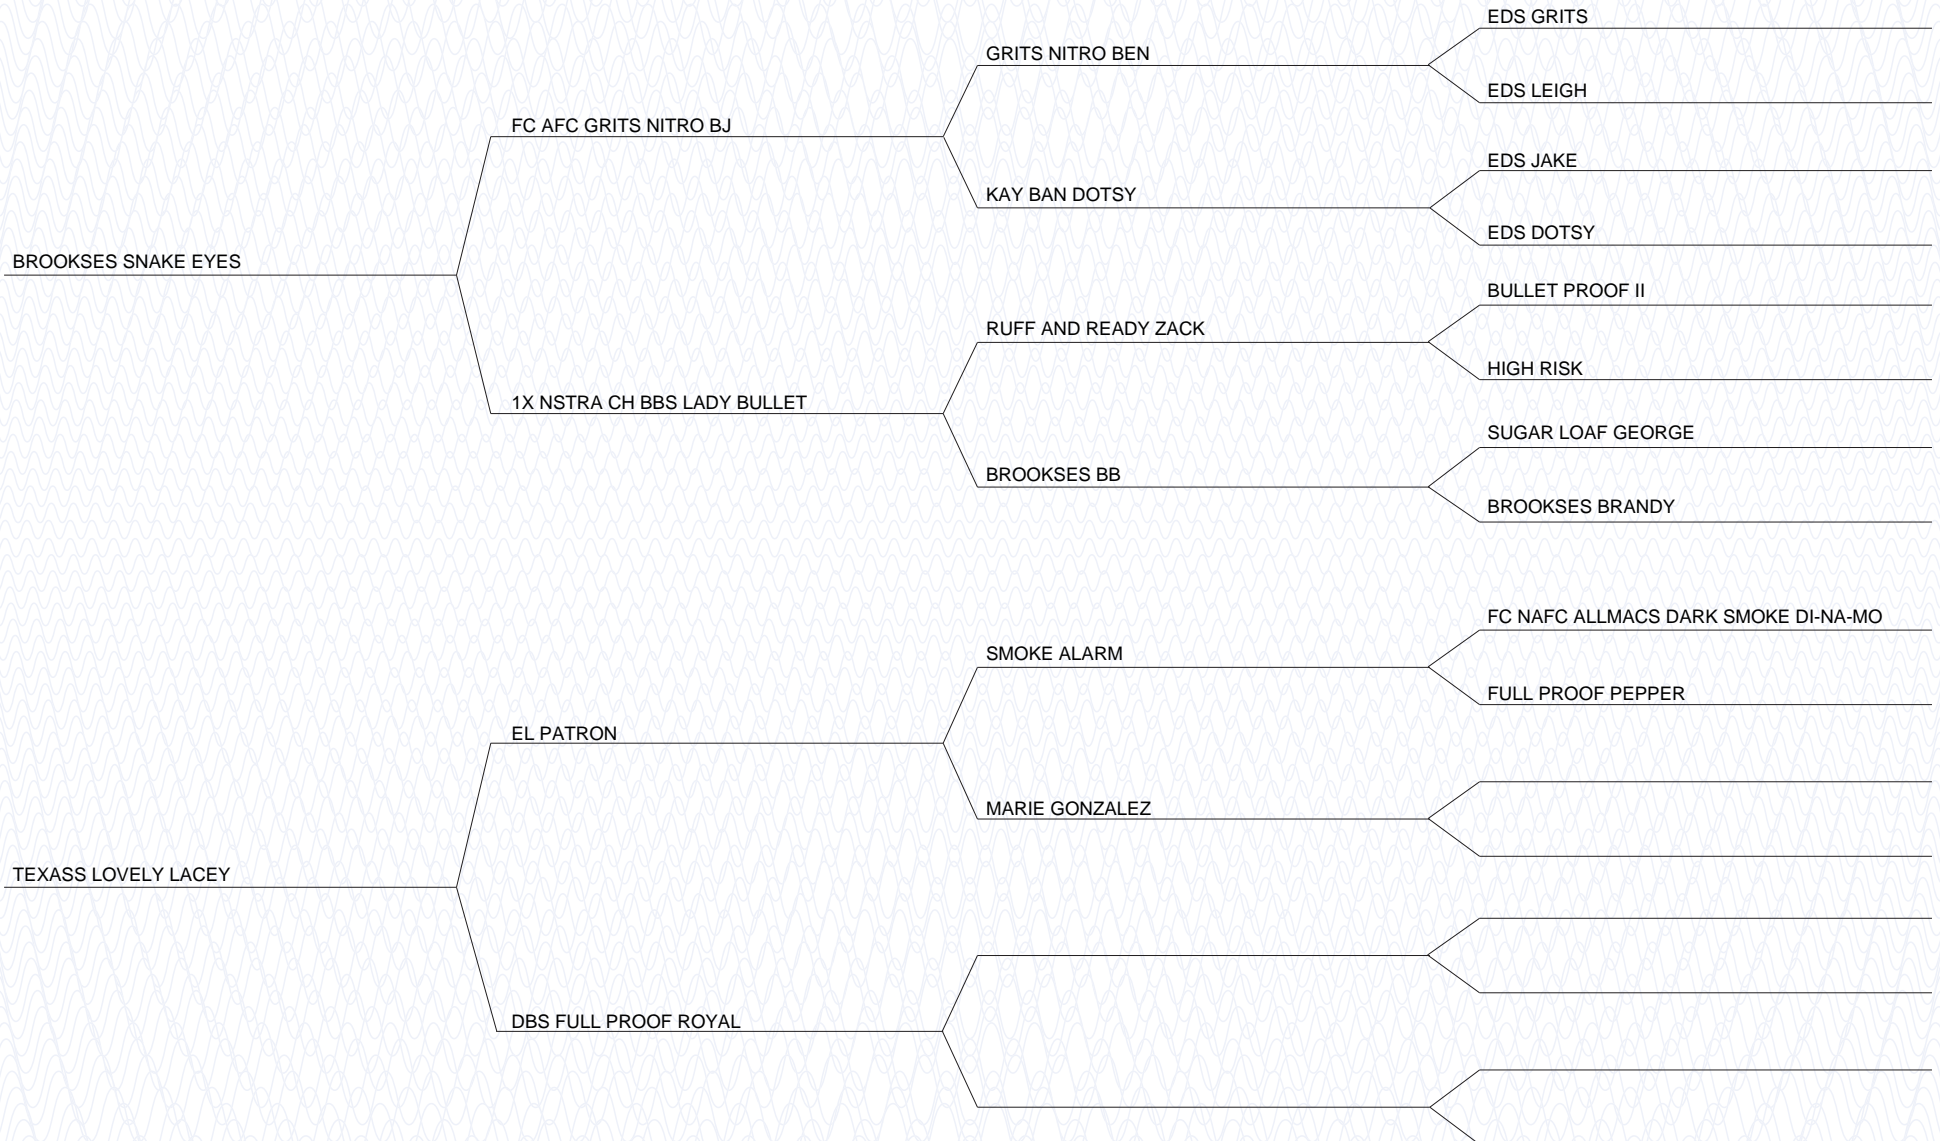 EDS GRITS
GRITS NITRO BEN
EDS LEIGH
FC AFC GRITS NITRO BJ
EDS JAKE
KAY BAN DOTSY
EDS DOTSY
BROOKSES SNAKE EYES
BULLET PROOF II
RUFF AND READY ZACK
HIGH RISK
1X NSTRA CH BBS LADY BULLET
SUGAR LOAF GEORGE
BROOKSES BB
BROOKSES BRANDY
FC NAFC ALLMACS DARK SMOKE DI-NA-MO
SMOKE ALARM
FULL PROOF PEPPER
EL PATRON
MARIE GONZALEZ
TEXASS LOVELY LACEY
DBS FULL PROOF ROYAL